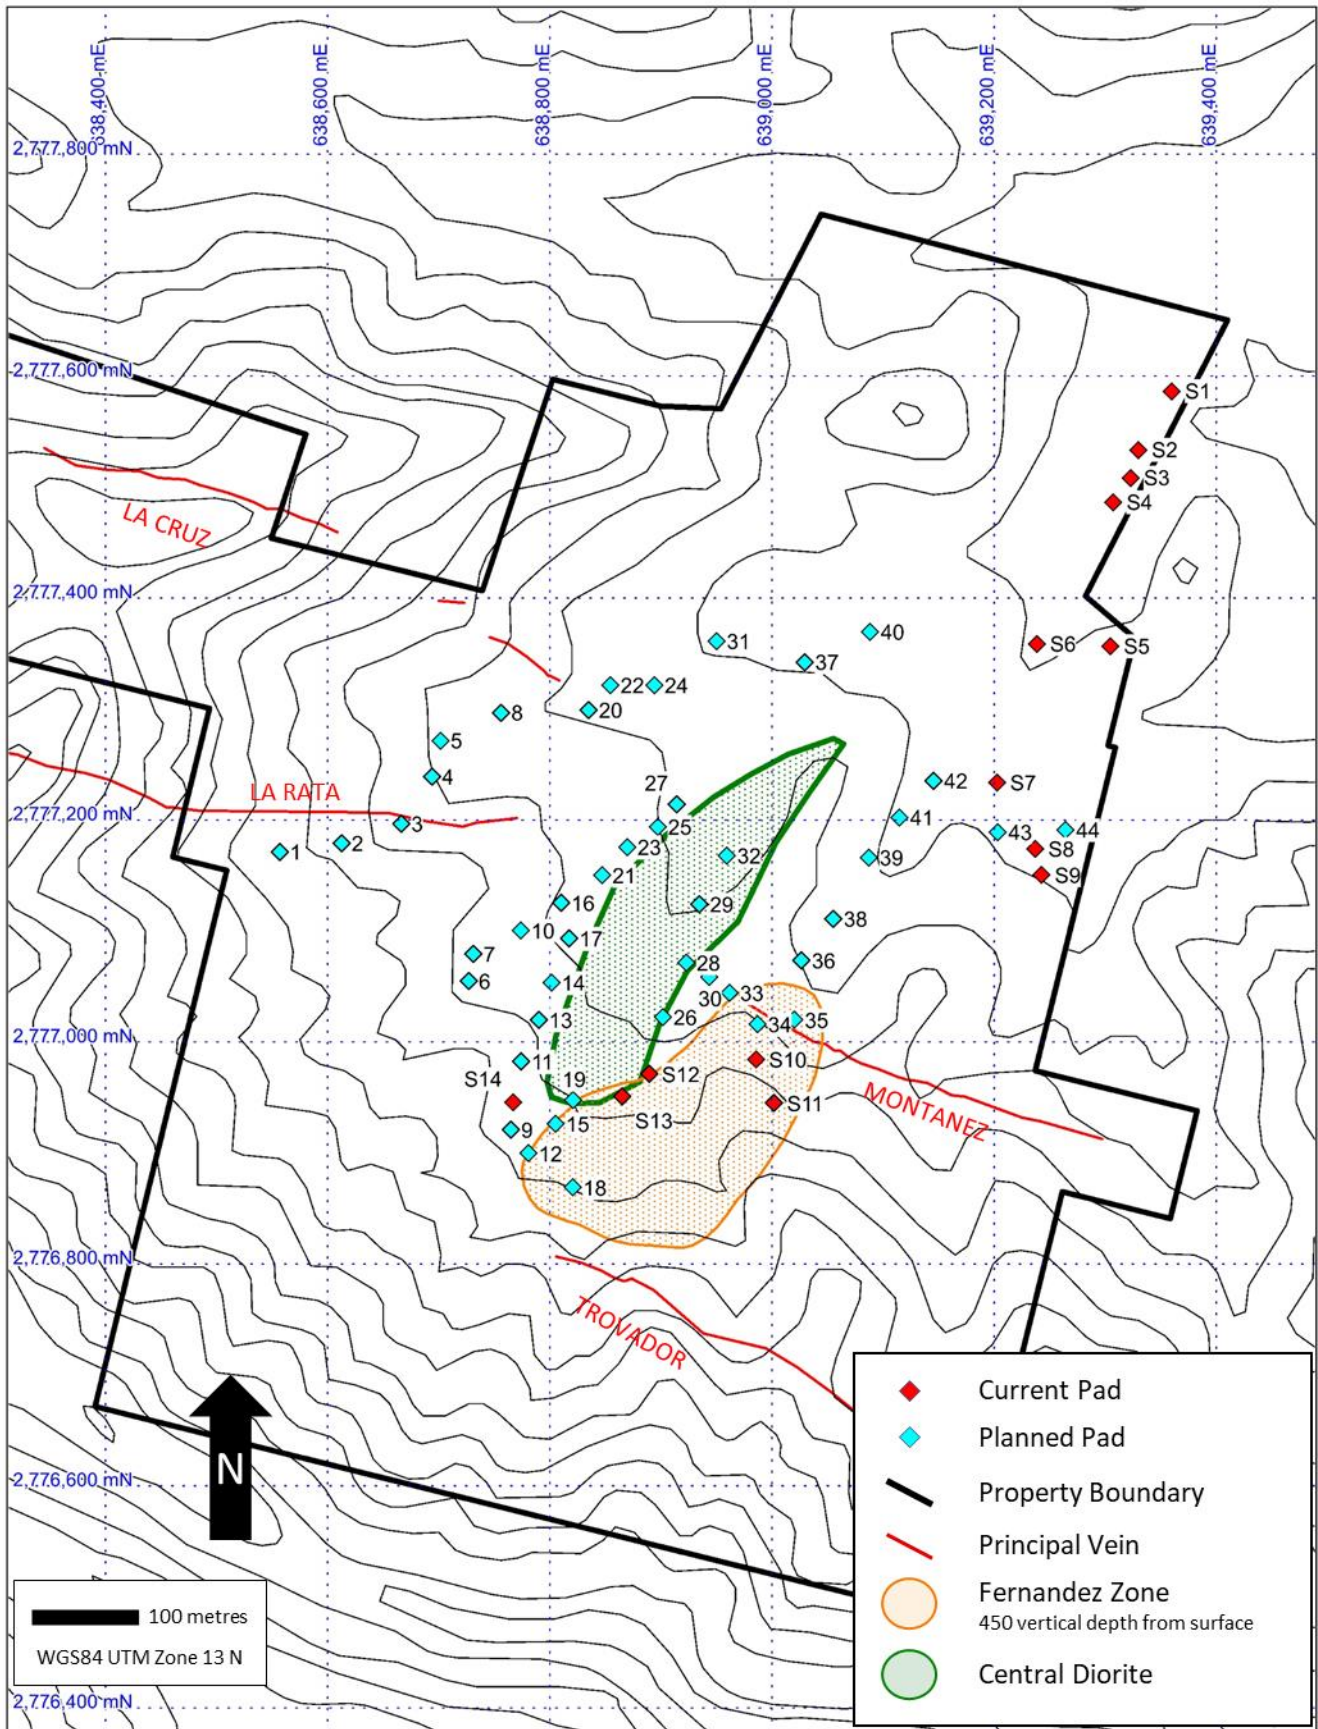 638,400 mE
638,600 mE
638,800 mE
639,000 mE
639,200 mE
639,400 mE
2,777,800 mN
2,777,600 mN
S1
S2
S3
LA CRUZ
S4
2,777,400 mN
40
31
S6
S5
37
22
24
20
8
5
4
42
S7
27
LA RATA
41
3
25
43
44
2
23
S8
1
32
39
21
S9
2,777,200 mN
16
29
38
10
17
7
36
28
6
14
30
33
26
13
34
35
2,777,000 mN
11
S10
S14
S12
19
S11
S13
MONTANEZ
9
15
12
18
2,776,800 mN
TROVADOR
Current Pad
Planned Pad
N
2,776,600 mN
Property Boundary
Principal Vein
Fernandez Zone
450 vertical depth from surface
100 metres
WGS84 UTM Zone 13 N
Central Diorite
2,776,400 mN